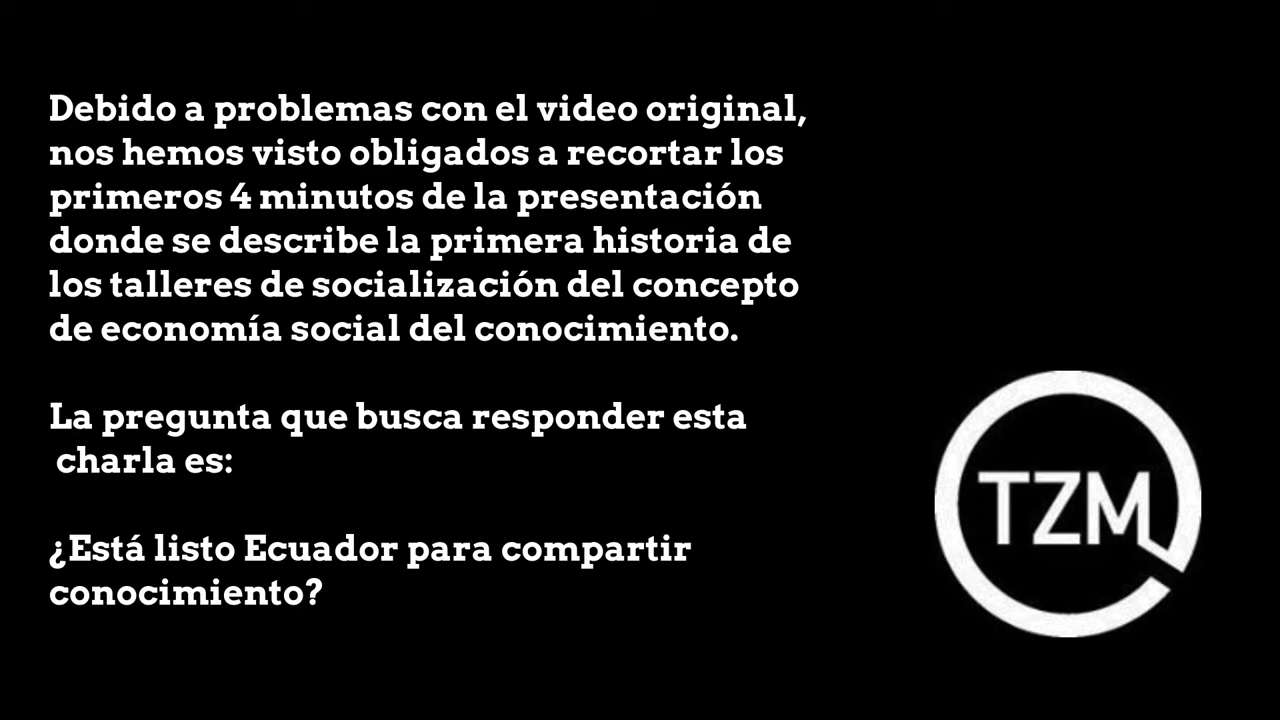 Debido a problemas con el video original,
nos hemos visto obligados a recortar los
primeros 4 minutos de la presentación
donde se describe la primera historia de
los talleres de socialización del concepto
de economía social del conocimiento.
La pregunta que busca responder esta
charla es:
¿Está listo Ecuador para compartir
conocimiento?
TZM